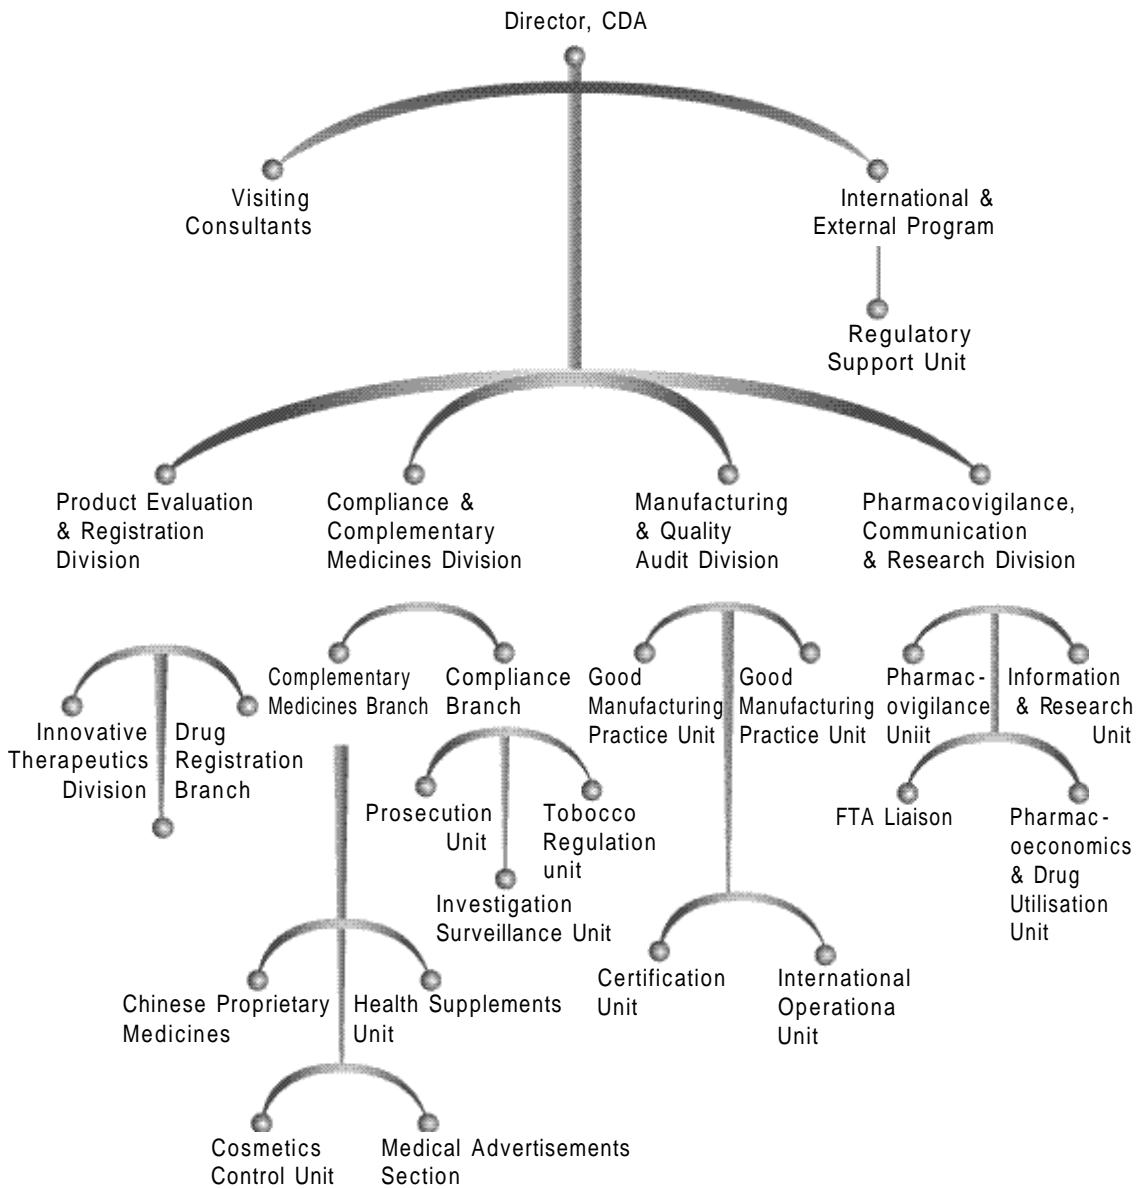 Director, CDA
Visiting
Consultants
International &
External Program
Regulatory
Support Unit
Product Evaluation
& Registration
Division
Compliance &
Complementary
Medicines Division
Manufacturing
& Quality
Audit Division
Pharmacovigilance,
Communication
& Research Division
Innovative
Therapeutics
Division
Drug
Registration
Branch
Complementary
Medicines Branch
Compliance
Branch
Prosecution
Unit
Tobocco
Regulation
unit
Investigation
Surveillance Unit
Chinese Proprietary
Medicines
Health Supplements
Unit
Cosmetics
Control Unit
Medical Advertisements
Section
Good
Manufacturing
Practice Unit
Good
Manufacturing
Practice Unit
Certification
Unit
International
Operationa
Unit
Pharmac-
ovigilance
Uniit
Information
& Research
Unit
FTA Liaison
Pharmac-
oeconomics
& Drug
Utilisation
Unit